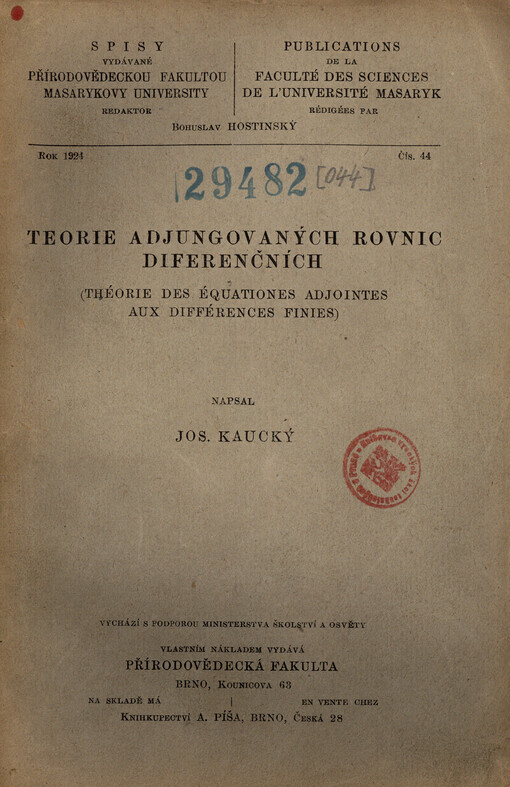 SPISY
VYDÁVANÉ
PŘÍRODOVĚDECKOU FAKULTOU
MASARYKOVY UNIVERSITY
REDAKTOR
PUBLICATIONS
DE LA
FACULTÉ DES SCIENCES
DE L'UNIVERSITÉ MASARYK
RÉDIGÉES PAR
BOHUSLAV HOSTINSKÝ
ROK 1924
ČÍS. 44
29482 [044]
TEORIE ADJUNGOVANÝCH ROVNIC
DIFERENČNÍCH
(THÉORIE DES ÉQUATIONES ADJOINTES
AUX DIFFÉRENCES FINIES)
NAPSAL
JOS. KAUCKÝ
VYCHÁZÍ S PODPOROU MINISTERSTVA ŠKOLSTVÍ A OSVĚTY
VLASTNÍM NÁKLADEM VYDÁVÁ
PŘÍRODOVĚDECKÁ FAKULTA
BRNO, KOUNICOVA 63
NA SKLADĚ MÁ | EN VENTE CHEZ
KNIHKUPECTVÍ A. PÍŠA, BRNO, ČESKÁ 28